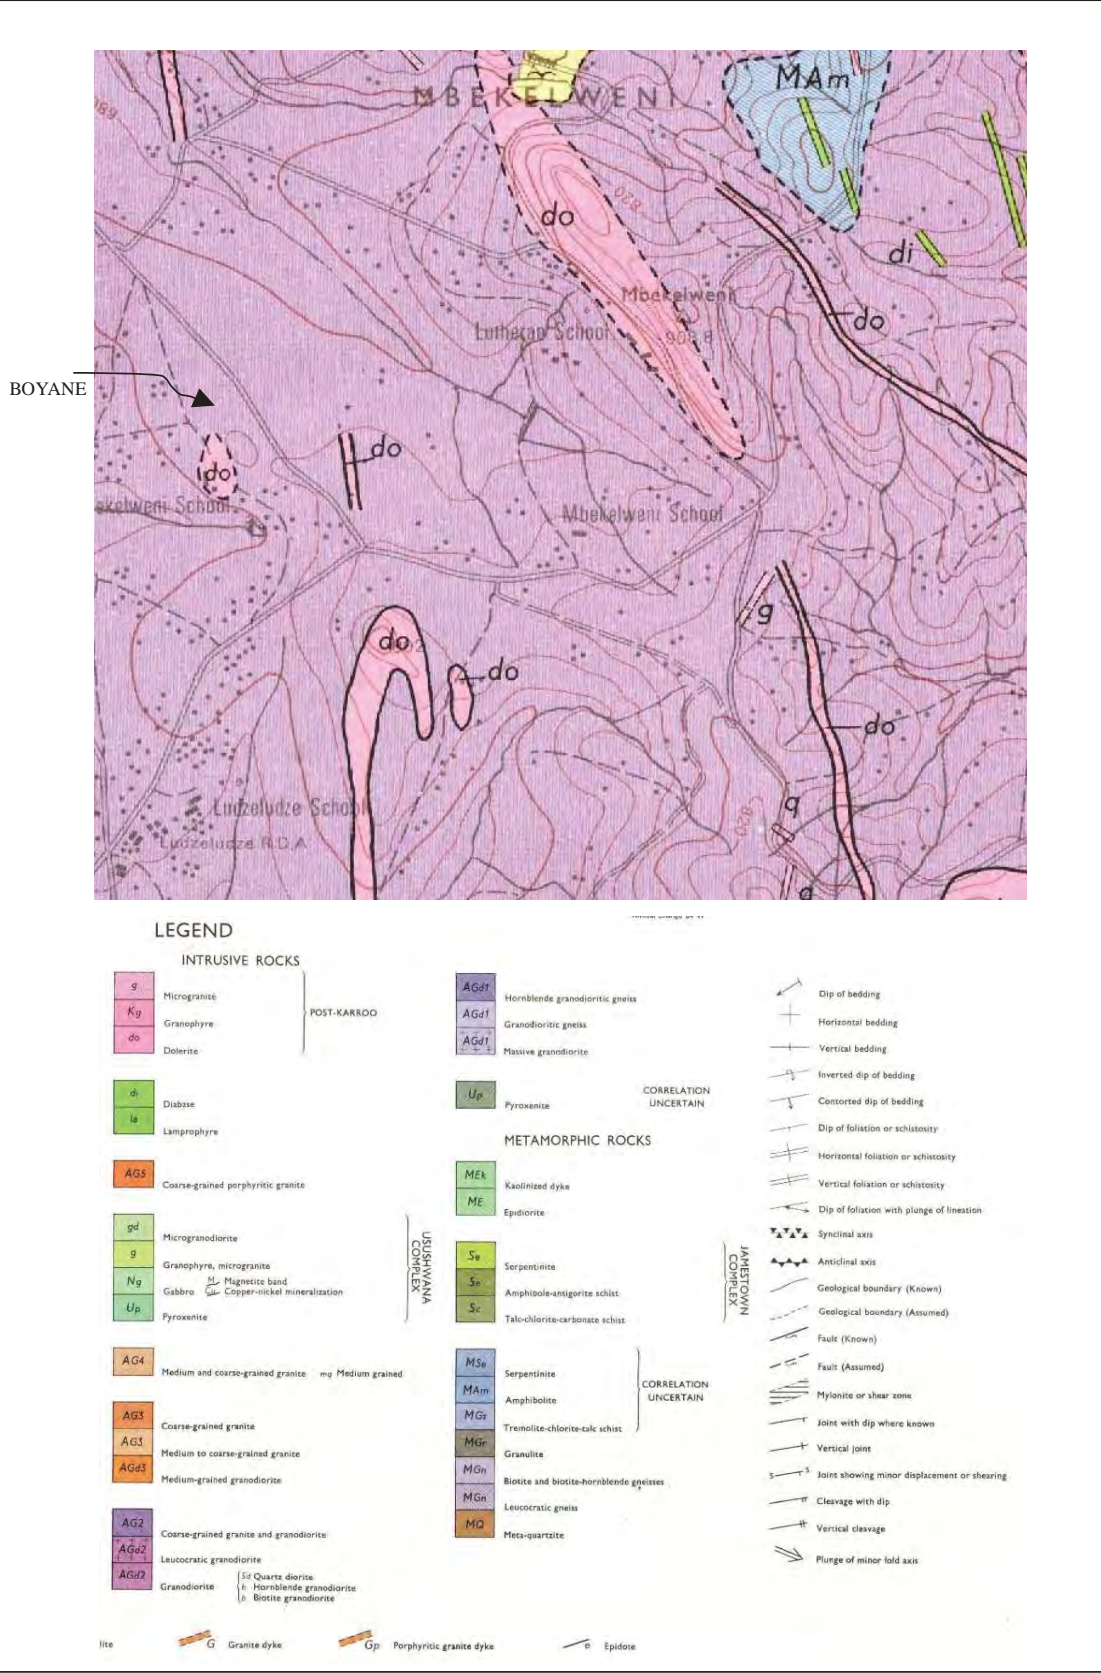 MAm
MBEKELWENI
do
820
di
Mbekelweni
do
Lutheran School
908,8
BOYANE
do
do
Mbekelweni School
g
do
do
do
g
820
Ludzeludze School
Ludzeludze R.D.A
g
LEGEND
INTRUSIVE ROCKS
g Microgranite
Kg Granophyre
do Dolerite
POST-KARROO
di Diabase
la Lamprophyre
AG5 Coarse-grained porphyritic granite
gd Microgranodiorite
g Granophyre, microgranite
Ng Gabbro
M Magnetite band
Cu Copper-nickel mineralization
Up Pyroxenite
USUSHWANA
COMPLEX
AG4 Medium and coarse-grained granite mg Medium grained
AG3 Coarse-grained granite
AG3 Medium to coarse-grained granite
AGd3 Medium-grained granodiorite
AG2 Coarse-grained granite and granodiorite
AGd2 Leucocratic granodiorite
AGd2 Granodiorite
Sd Quartz diorite
h Hornblende granodiorite
b Biotite granodiorite
AGd1 Hornblende granodioritic gneiss
AGd1 Granodioritic gneiss
AGd1 Massive granodiorite
Up Pyroxenite
CORRELATION
UNCERTAIN
METAMORPHIC ROCKS
MEk Kaolinized dyke
ME Epidiorite
Se Serpentinite
Se Amphibole-antigorite schist
Sc Talc-chlorite-carbonate schist
JAMESTOWN
COMPLEX
MSe Serpentinite
MAm Amphibolite
MGs Tremolite-chlorite-talc schist
CORRELATION
UNCERTAIN
MGr Granulite
MGn Biotite and biotite-hornblende gneisses
MGn Leucocratic gneiss
MQ Meta-quartzite
Dip of bedding
Horizontal bedding
Vertical bedding
Inverted dip of bedding
Contorted dip of bedding
Dip of foliation or schistosity
Horizontal foliation or schistosity
Vertical foliation or schistosity
Dip of foliation with plunge of lineation
Synclinal axis
Anticlinal axis
Geological boundary (Known)
Geological boundary (Assumed)
Fault (Known)
Fault (Assumed)
Mylonite or shear zone
Joint with dip where known
Vertical joint
Joint showing minor displacement or shearing
Cleavage with dip
Vertical cleavage
Plunge of minor fold axis
G Granite dyke
Gp Porphyritic granite dyke
e Epidote